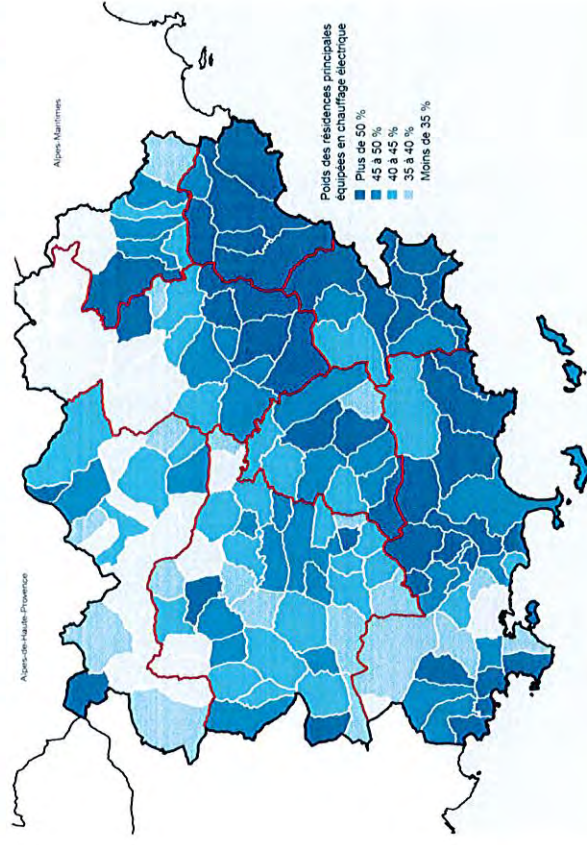 Alpes-de-Haute-Provence
Alpes-Maritimes
Poids des résidences principales
équipées en chauffage électrique
Plus de 50 %
45 à 50 %
40 à 45 %
35 à 40 %
Moins de 35 %